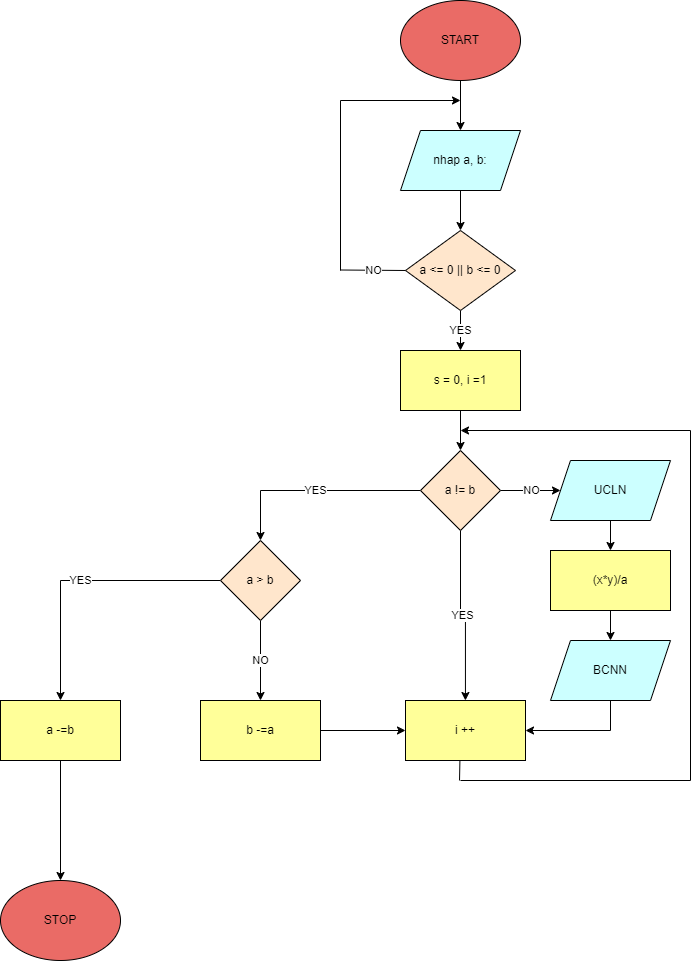 START
nhap a, b:
a <= 0 || b <= 0
NO
YES
s = 0, i =1
a != b
YES
NO
UCLN
a > b
YES
(x*y)/a
YES
NO
BCNN
a -=b
b -=a
i ++
STOP